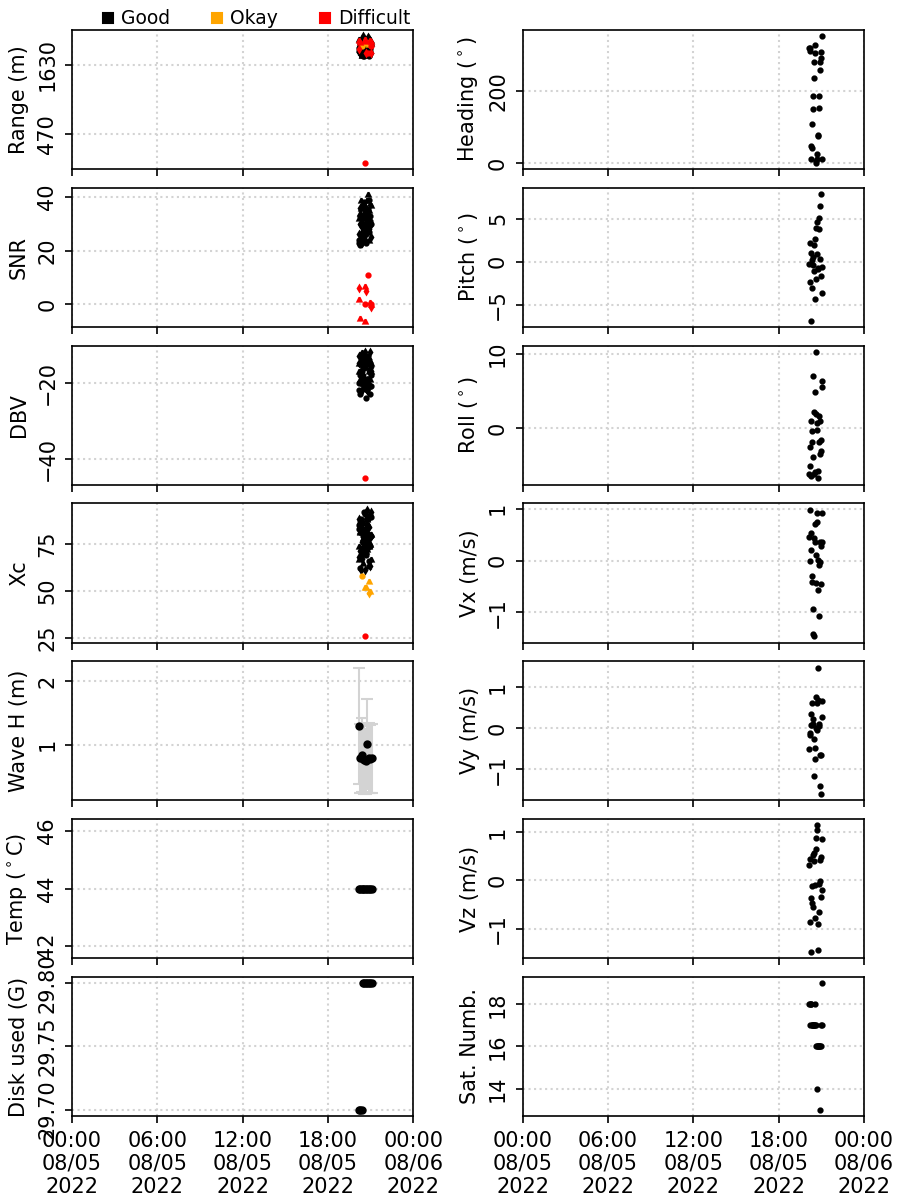 Good Okay Difficult
Range (m) 1630 470
Heading (°) 200 0
SNR 40 20 0
Pitch (°) 5 0 −5
DBV −20 −40
Roll (°) 10 0
Xc 75 50 25
Vx (m/s) 1 0 −1
Wave H (m) 2 1
Vy (m/s) 1 0 −1
Temp (°C) 46 44 42
Vz (m/s) 1 0 −1
Disk used (G) 29.80 29.75 29.70
Sat. Numb. 18 16 14
00:00 06:00 12:00 18:00 00:00 00:00 06:00 12:00 18:00 00:00
08/05 08/05 08/05 08/05 08/06 08/05 08/05 08/05 08/05 08/06
2022 2022 2022 2022 2022 2022 2022 2022 2022 2022